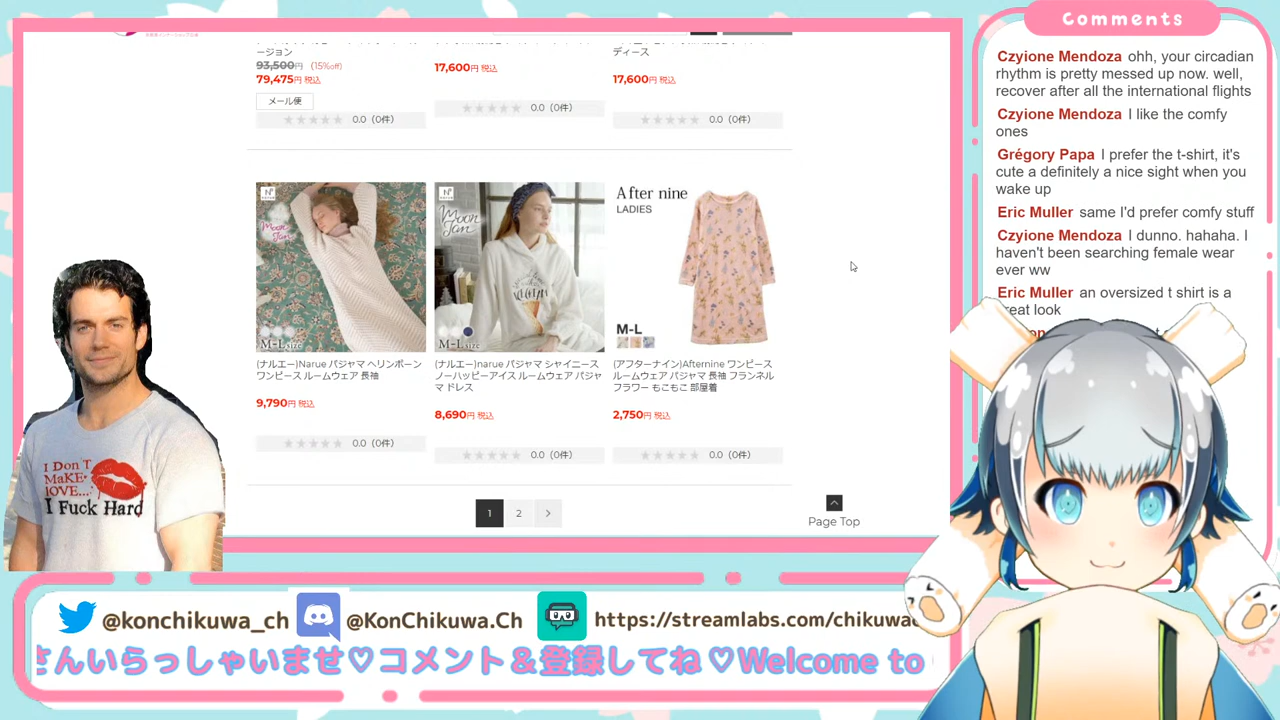 ージョン
93,500円 (15%off)
79,475円 税込
メール便
★★★★★ 0.0 (0件)
17,600円 税込
★★★★★ 0.0 (0件)
ディース
17,600円 税込
★★★★★ 0.0 (0件)
Moon Tan
M-L size
(ナルエー)Narue パジャマ ヘリンボーン
ワンピース ルームウェア 長袖
9,790円 税込
★★★★★ 0.0 (0件)
Moon Tan
M-L size
(ナルエー)narue パジャマ シャイニース
ノーハッピーアイス ルームウェア パジャ
マ ドレス
8,690円 税込
★★★★★ 0.0 (0件)
After nine
LADIES
M-L
(アフターナイン)Afternine ワンピース
ルームウェア パジャマ 長袖 フランネル
フラワー もこもこ 部屋着
2,750円 税込
★★★★★ 0.0 (0件)
1 2 >
Page Top
I Don'T
MaKe
lOVE...
I Fuck Hard
Comments
Czyione Mendoza ohh, your circadian
rhythm is pretty messed up now. well,
recover after all the international flights
Czyione Mendoza I like the comfy
ones
Grégory Papa I prefer the t-shirt, it's
cute a definitely a nice sight when you
wake up
Eric Muller same I'd prefer comfy stuff
Czyione Mendoza I dunno. hahaha. I
haven't been searching female wear
ever ww
Eric Muller an oversized t shirt is a
great look
@konchikuwa_ch @KonChikuwa.Ch https://streamlabs.com/chikuwa
さんいらっしゃいませ♡コメント＆登録してね♡Welcome to